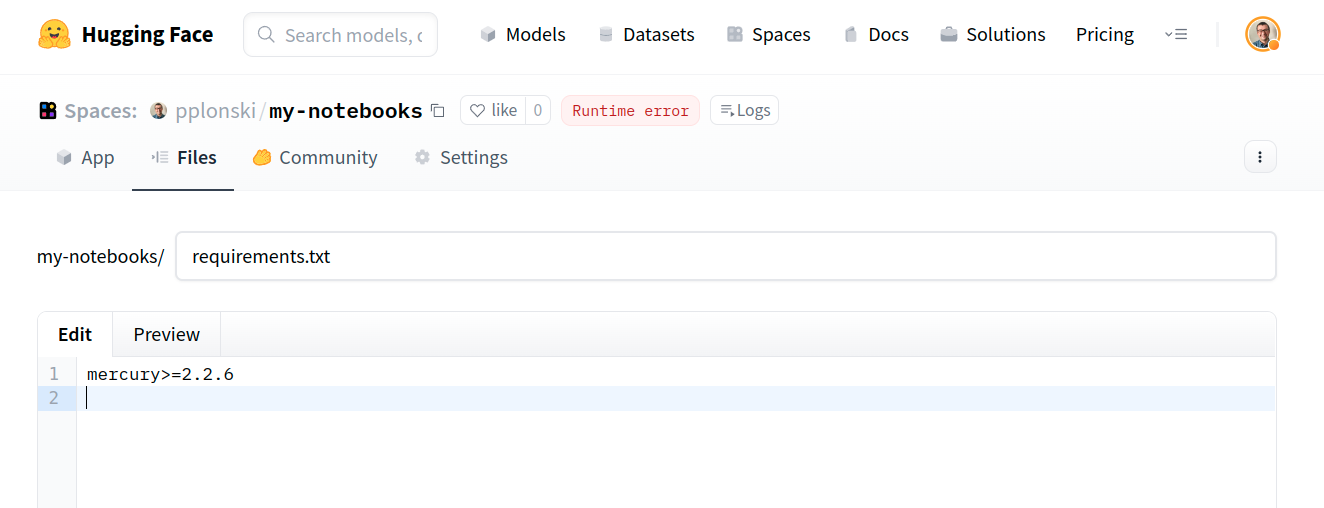 Hugging Face Search models, c Models Datasets Spaces Docs Solutions Pricing
Spaces: pplonski/my-notebooks like 0 Runtime error Logs
App Files Community Settings
my-notebooks/ requirements.txt
Edit Preview
1 mercury>=2.2.6
2